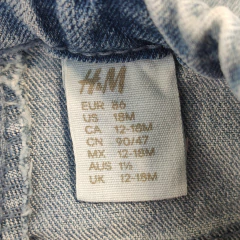 H&M
EUR 86
US 18M
CA 12-18M
CN 90/47
MX 12-18M
AUS 1½
UK 12-18M